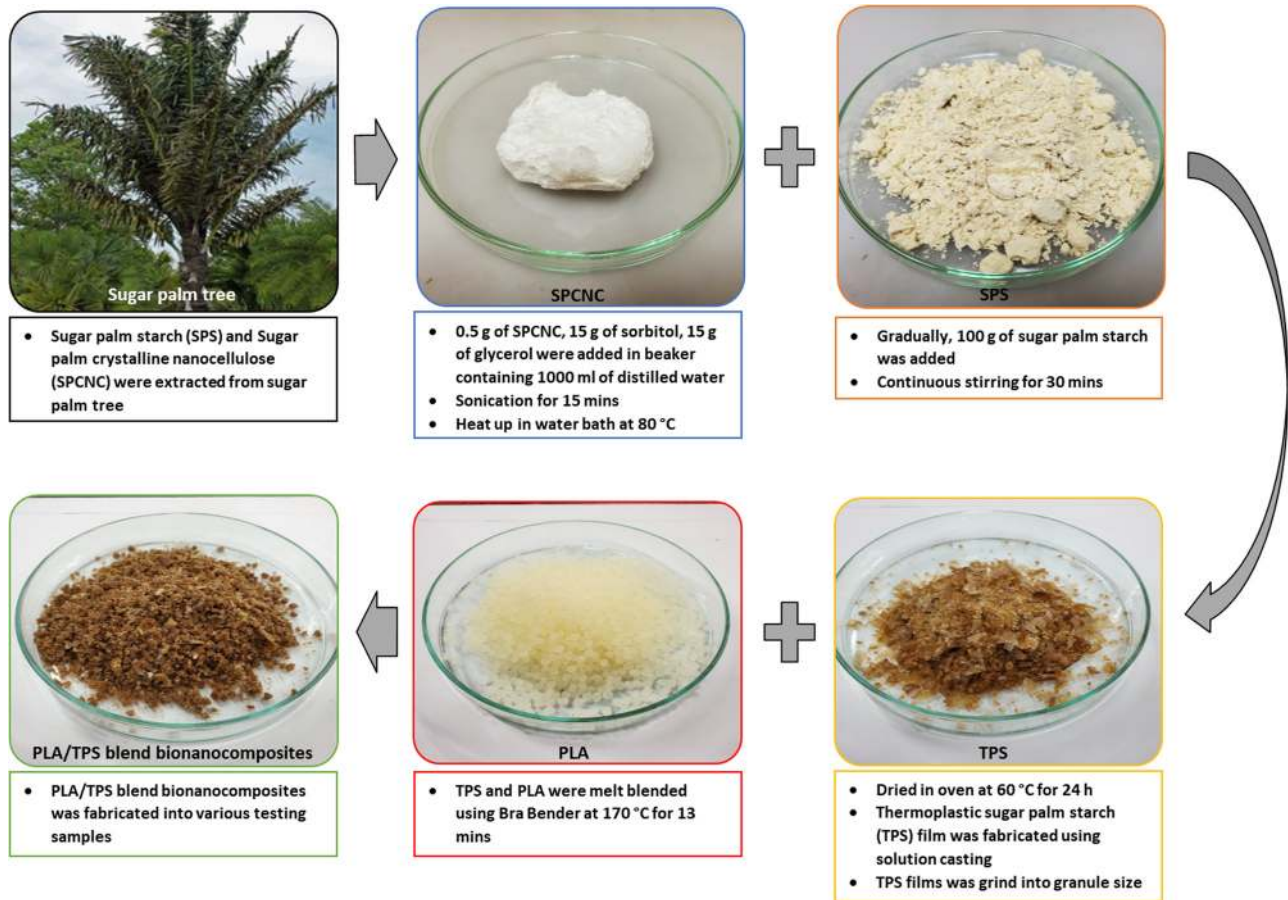 Sugar palm tree
• Sugar palm starch (SPS) and Sugar
palm crystalline nanocellulose
(SPCNC) were extracted from sugar
palm tree
SPCNC
• 0.5 g of SPCNC, 15 g of sorbitol, 15 g
of glycerol were added in beaker
containing 1000 ml of distilled water
• Sonication for 15 mins
• Heat up in water bath at 80 °C
SPS
• Gradually, 100 g of sugar palm starch
was added
• Continuous stirring for 30 mins
PLA/TPS blend bionanocomposites
• PLA/TPS blend bionanocomposites
was fabricated into various testing
samples
PLA
• TPS and PLA were melt blended
using Bra Bender at 170 °C for 13
mins
TPS
• Dried in oven at 60 °C for 24 h
• Thermoplastic sugar palm starch
(TPS) film was fabricated using
solution casting
• TPS films was grind into granule size